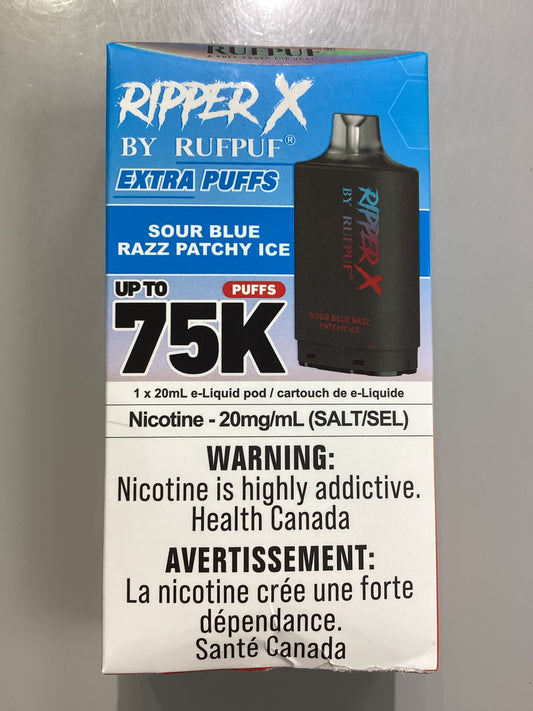 RUFPUF
RIPPER X
BY RUFPUF®
EXTRA PUFFS
SOUR BLUE
RAZZ PATCHY ICE
UP TO
75K
PUFFS
RIPPER X
BY RUFPUF
SOUR BLUE RAZZ
PATCHY ICE
1 x 20mL e-Liquid pod / cartouch de e-Liquide
Nicotine - 20mg/mL (SALT/SEL)
WARNING:
Nicotine is highly addictive.
Health Canada
AVERTISSEMENT:
La nicotine crée une forte
dépendance.
Santé Canada